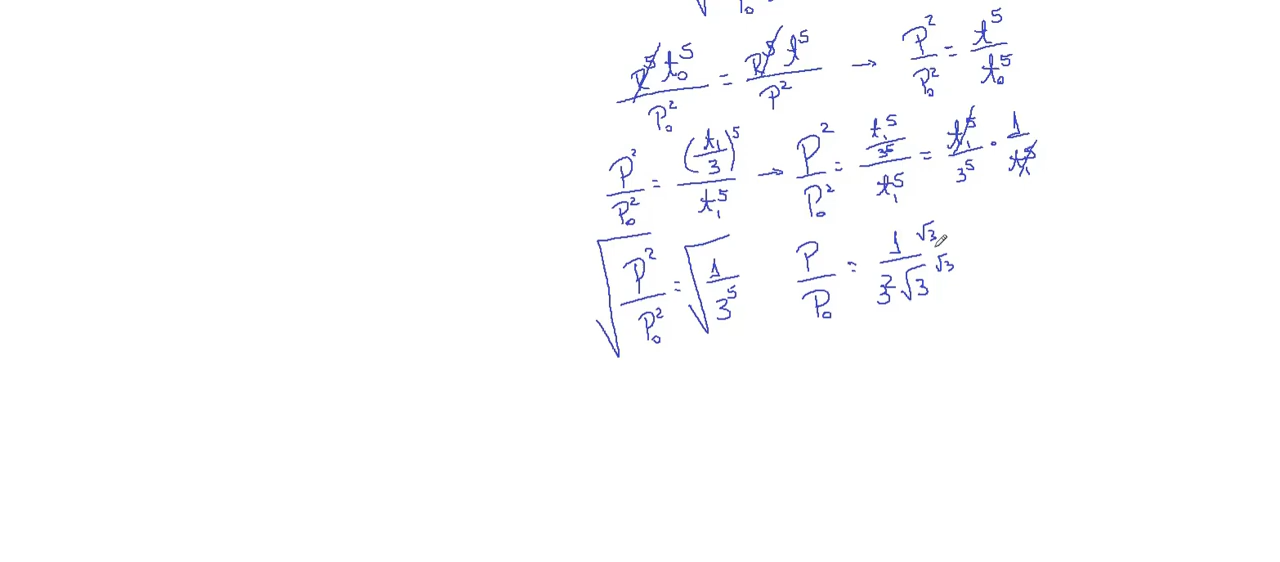 √ P₀
R⁵t₀⁵/P₀² = R⁵t⁵/P² → P²/P₀² = t⁵/t₀⁵
P²/P₀² = (t₁/3)⁵/t₁⁵ → P²/P₀² = (t₁⁵/3⁵)/t₁⁵ = t₁⁵/3⁵ · 1/t₁⁵
√(P²/P₀²) = √(1/3⁵) P/P₀ = 1/(3²√3) √3/√3